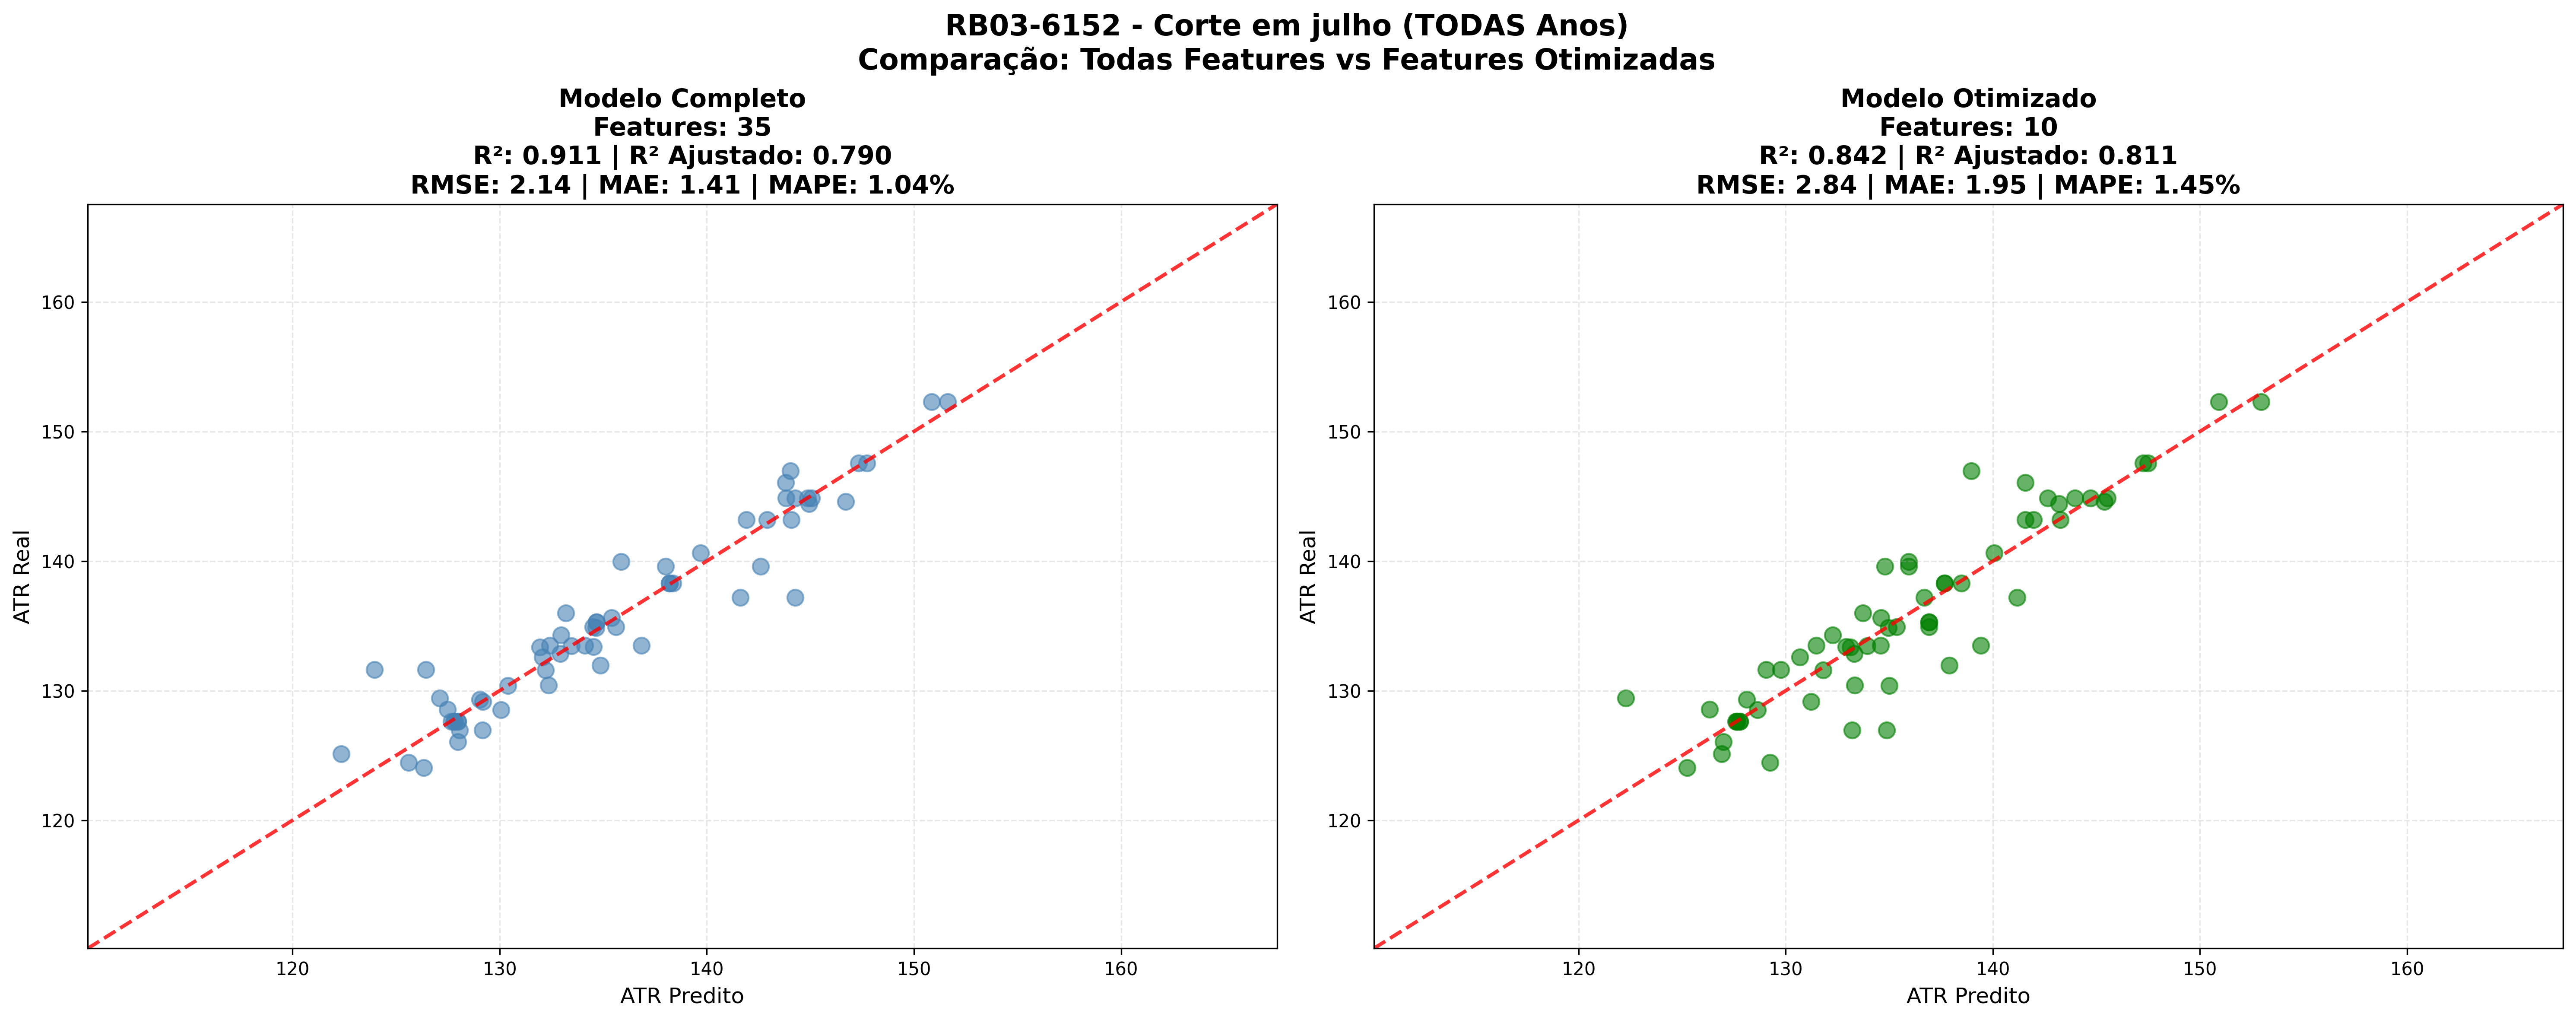 RB03-6152 - Corte em julho (TODAS Anos)
Comparação: Todas Features vs Features Otimizadas
Modelo Completo
Features: 35
R²: 0.911 | R² Ajustado: 0.790
RMSE: 2.14 | MAE: 1.41 | MAPE: 1.04%
160
150
140
130
120
ATR Real
120
130
140
150
160
ATR Predito
Modelo Otimizado
Features: 10
R²: 0.842 | R² Ajustado: 0.811
RMSE: 2.84 | MAE: 1.95 | MAPE: 1.45%
160
150
140
130
120
ATR Real
120
130
140
150
160
ATR Predito